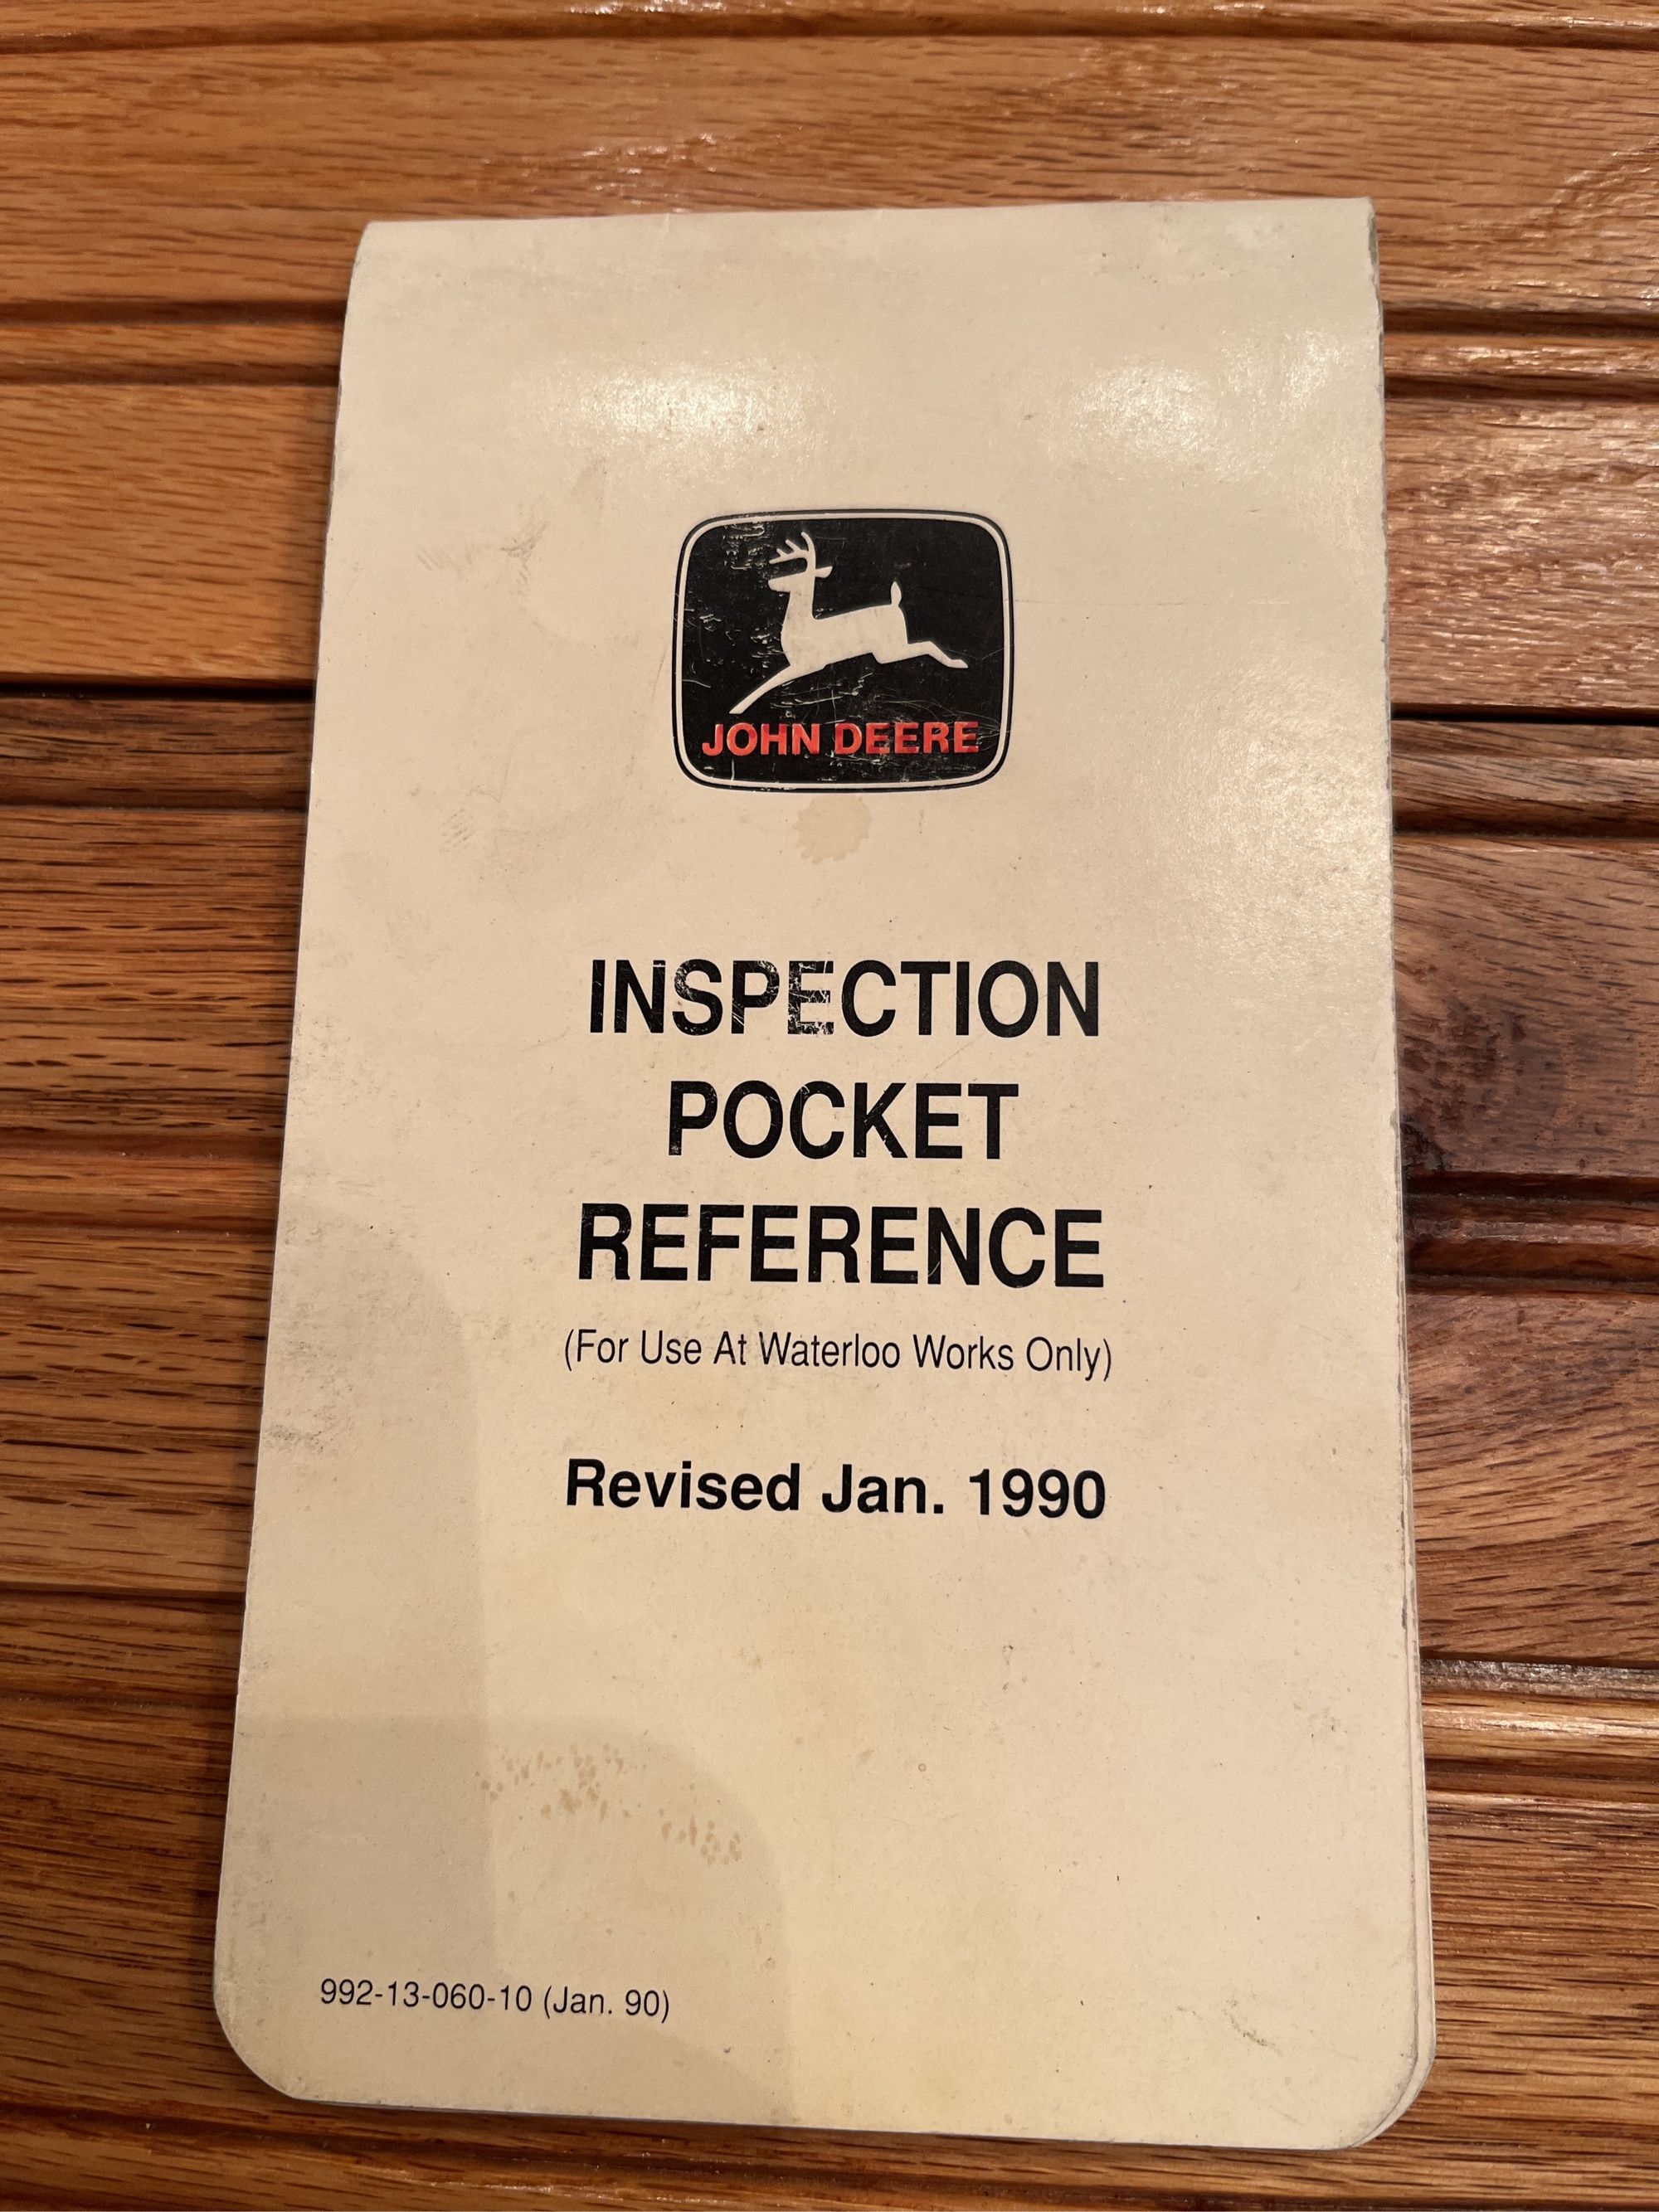 JOHN DEERE
INSPECTION
POCKET
REFERENCE
(For Use At Waterloo Works Only)
Revised Jan. 1990
992-13-060-10 (Jan. 90)